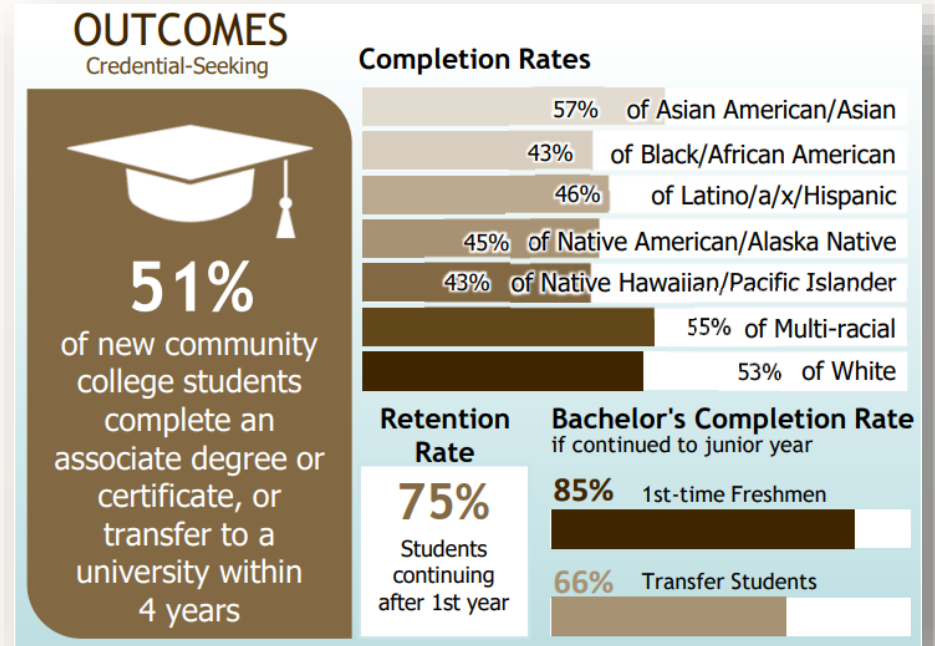 OUTCOMES
Credential-Seeking
51%
of new community
college students
complete an
associate degree or
certificate, or
transfer to a
university within
4 years
Completion Rates
57% of Asian American/Asian
43% of Black/African American
46% of Latino/a/x/Hispanic
45% of Native American/Alaska Native
43% of Native Hawaiian/Pacific Islander
55% of Multi-racial
53% of White
Retention
Rate
75%
Students
continuing
after 1st year
Bachelor's Completion Rate
if continued to junior year
85% 1st-time Freshmen
66% Transfer Students